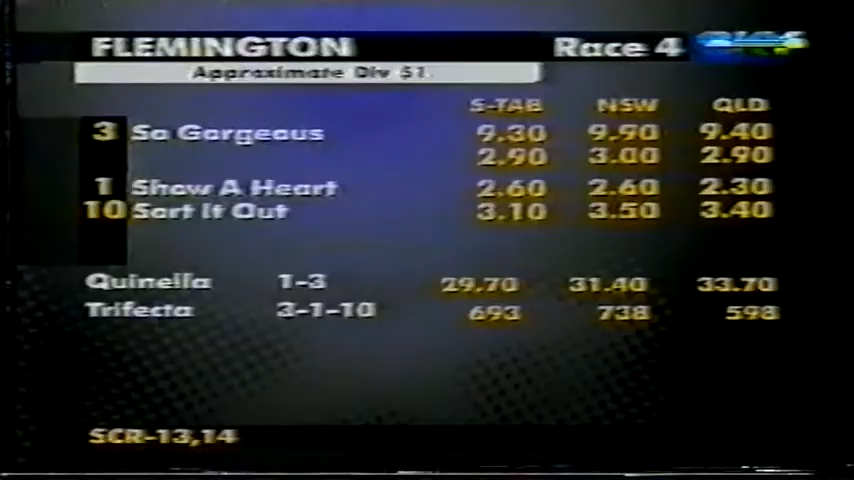 FLEMINGTON Race 4
Approximate Div $1
S-TAB NSW QLD
3 So Gorgeous 9.30 9.90 9.40
2.90 3.00 2.90
1 Show A Heart 2.60 2.60 2.30
10 Sort It Out 3.10 3.50 3.40
Quinella 1-3 29.70 31.40 33.70
Trifecta 3-1-10 693 738 598
SCR-13,14